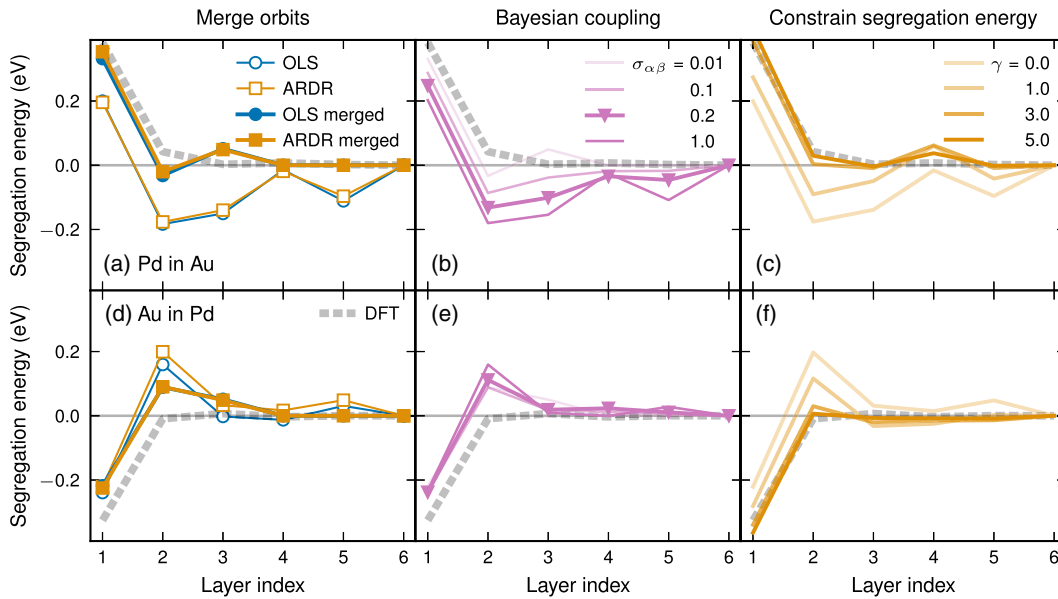 Merge orbits
Bayesian coupling
Constrain segregation energy
Segregation energy (eV)
0.2
0.0
−0.2
OLS
ARDR
OLS merged
ARDR merged
(a) Pd in Au
σαβ = 0.01
0.1
0.2
1.0
(b)
γ = 0.0
1.0
3.0
5.0
(c)
Segregation energy (eV)
0.2
0.0
−0.2
(d) Au in Pd
DFT
(e)
(f)
1 2 3 4 5 6
1 2 3 4 5 6
1 2 3 4 5 6
Layer index
Layer index
Layer index